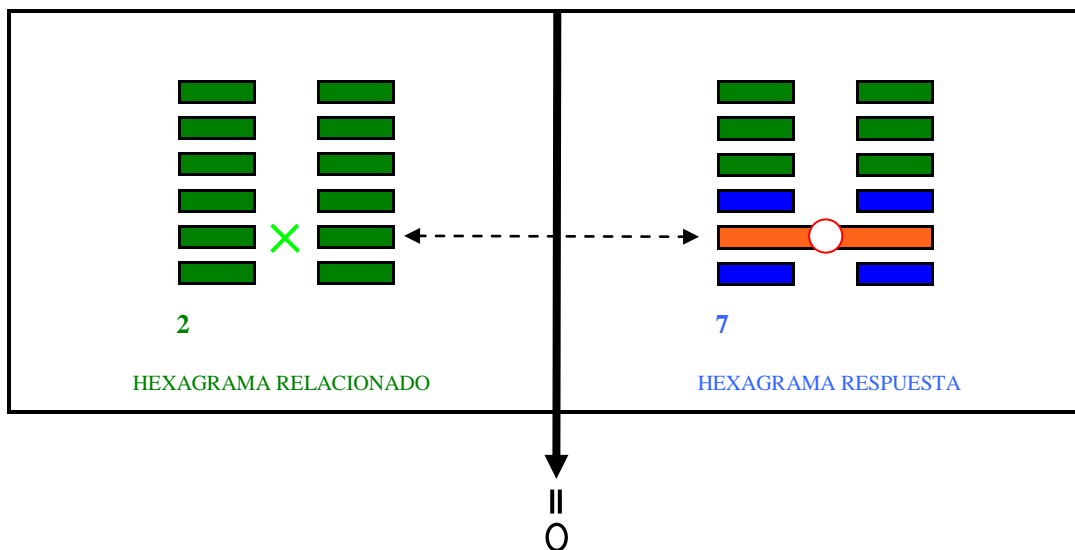 2
7
HEXAGRAMA RELACIONADO
HEXAGRAMA RESPUESTA
=
O